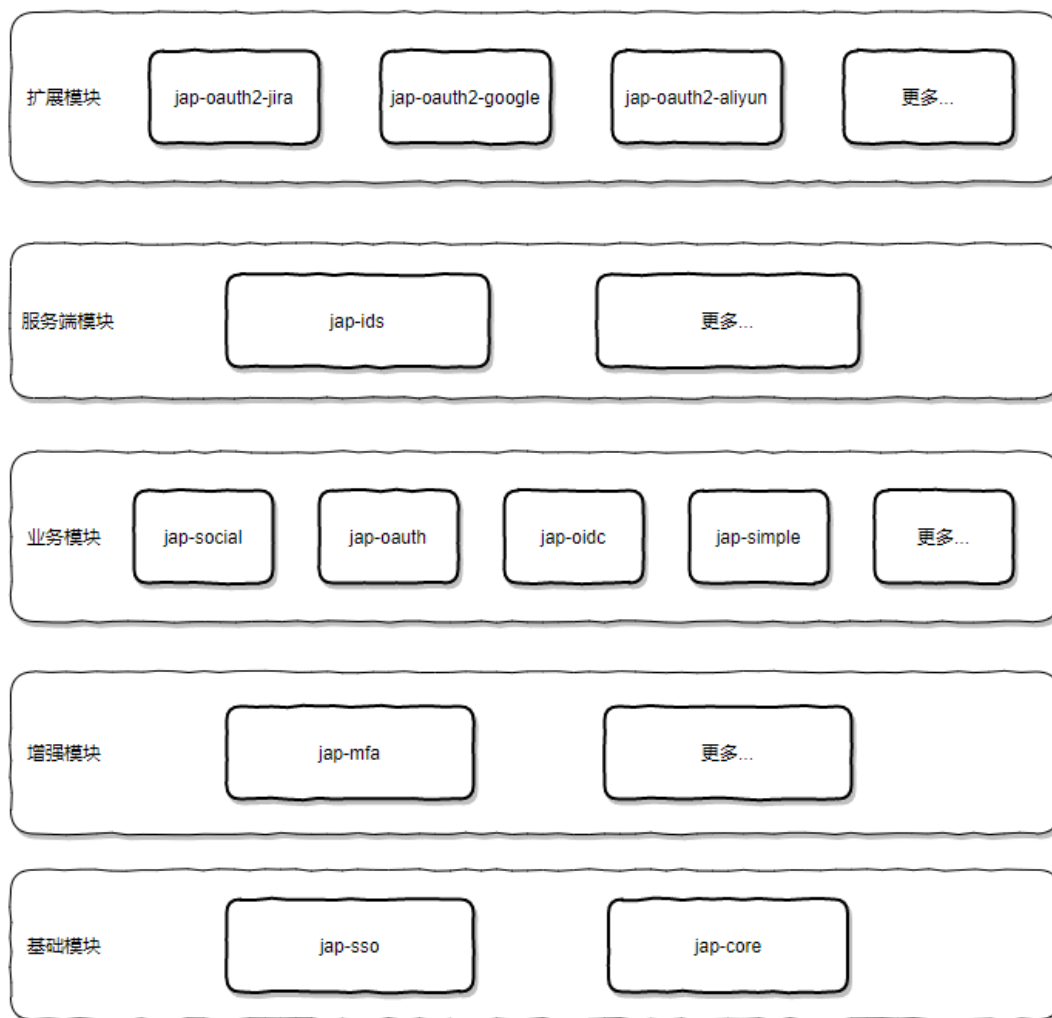 扩展模块
jap-oauth2-jira
jap-oauth2-google
jap-oauth2-aliyun
更多...
服务端模块
jap-ids
更多...
业务模块
jap-social
jap-oauth
jap-oidc
jap-simple
更多...
增强模块
jap-mfa
更多...
基础模块
jap-sso
jap-core